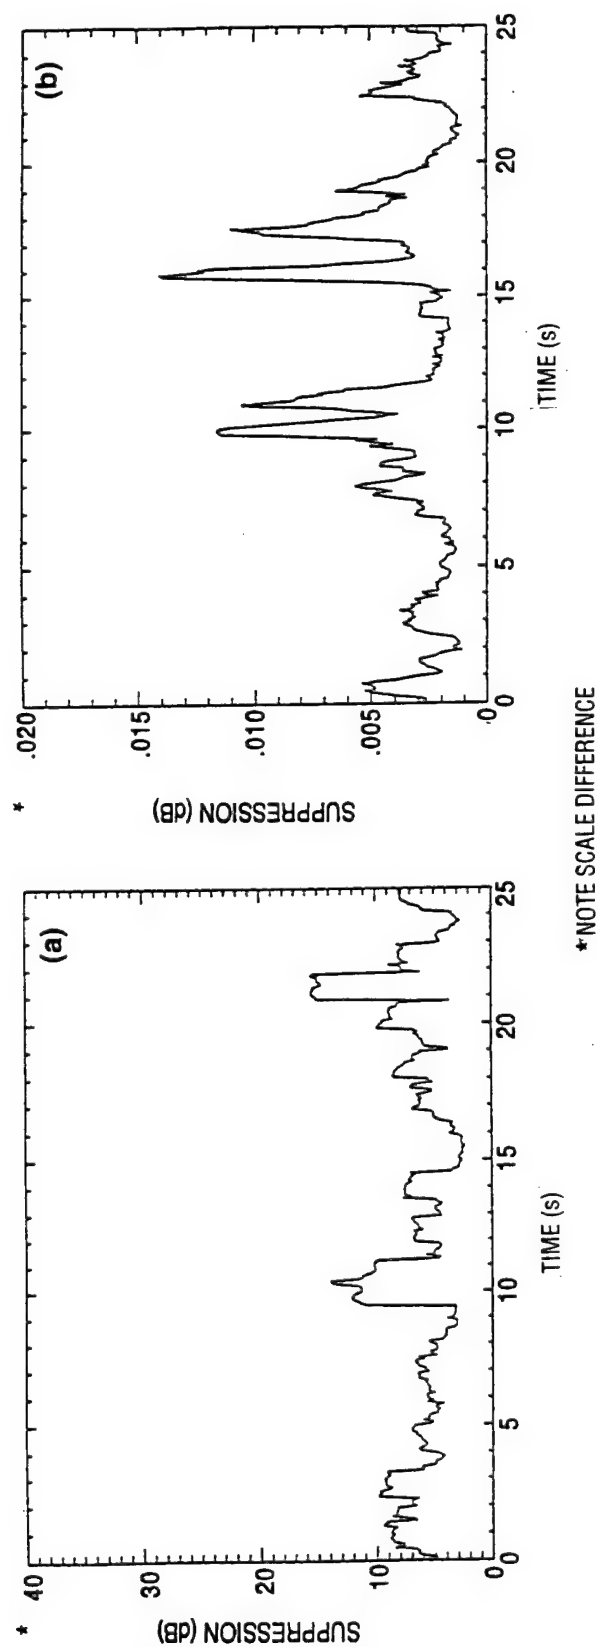 (a)
*
40
30
20
10
0
SUPPRESSION (dB)
0 5 10 15 20 25
TIME (s)
(b)
*
.020
.015
.010
.005
.0
SUPPRESSION (dB)
0 5 10 15 20 25
TIME (s)
*NOTE SCALE DIFFERENCE